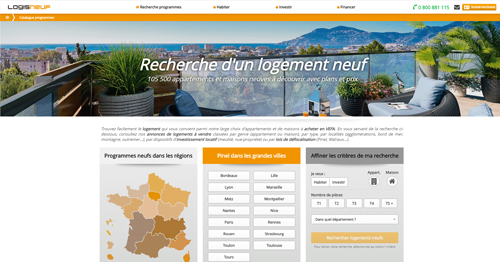 LOGISNEUF
Recherche programmes
Habiter
Investir
Financer
0 800 881 115
Catalogue programmes
Recherche d'un logement neuf
105 500 appartements et maisons neuves à découvrir avec plans et prix
Trouvez facilement le logement qui vous convient parmi notre large choix d'appartements et de maisons à acheter en VEFA. En vous servant de la recherche ci-
dessous, consultez nos annonces de logements à vendre classées par genre (appartement ou maison), par type, par localités (agglomérations, bord de mer,
montagne, outremer...), par dispositifs d'investissement locatif (meublé, nue-propriété) ou par lois de défiscalisation (Pinel, Malraux...).
Programmes neufs dans les régions
Pinel dans les grandes villes
Bordeaux
Lille
Lyon
Marseille
Metz
Montpellier
Nantes
Nice
Paris
Rennes
Rouen
Strasbourg
Toulon
Toulouse
Tours
Affiner les critères de ma recherche
Je veux :
Appart.
Maison
Habiter
Investir
Nombre de pièces :
T1
T2
T3
T4
T5 +
Dans quel département ?
Rechercher logements neufs